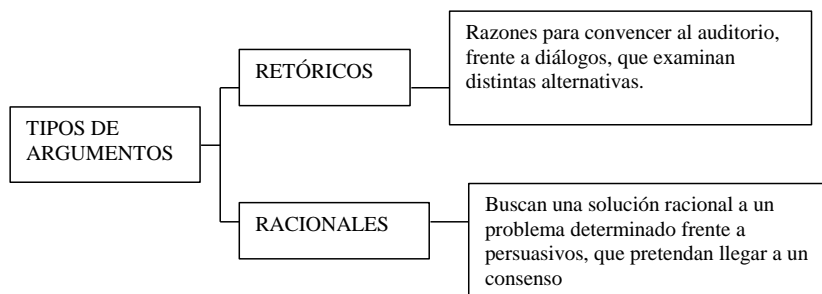 TIPOS DE
ARGUMENTOS
RETÓRICOS
Razones para convencer al auditorio,
frente a diálogos, que examinan
distintas alternativas.
RACIONALES
Buscan una solución racional a un
problema determinado frente a
persuasivos, que pretendan llegar a un
consenso